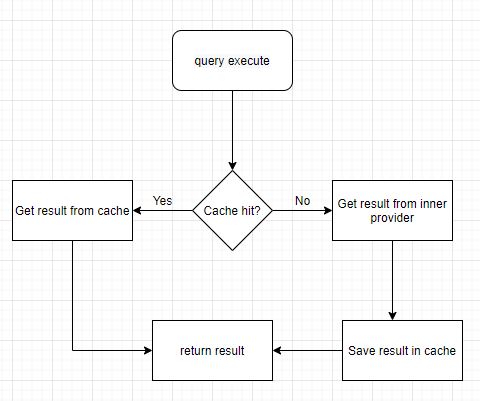 query execute
Yes
Cache hit?
No
Get result from cache
Get result from inner
provider
return result
Save result in cache